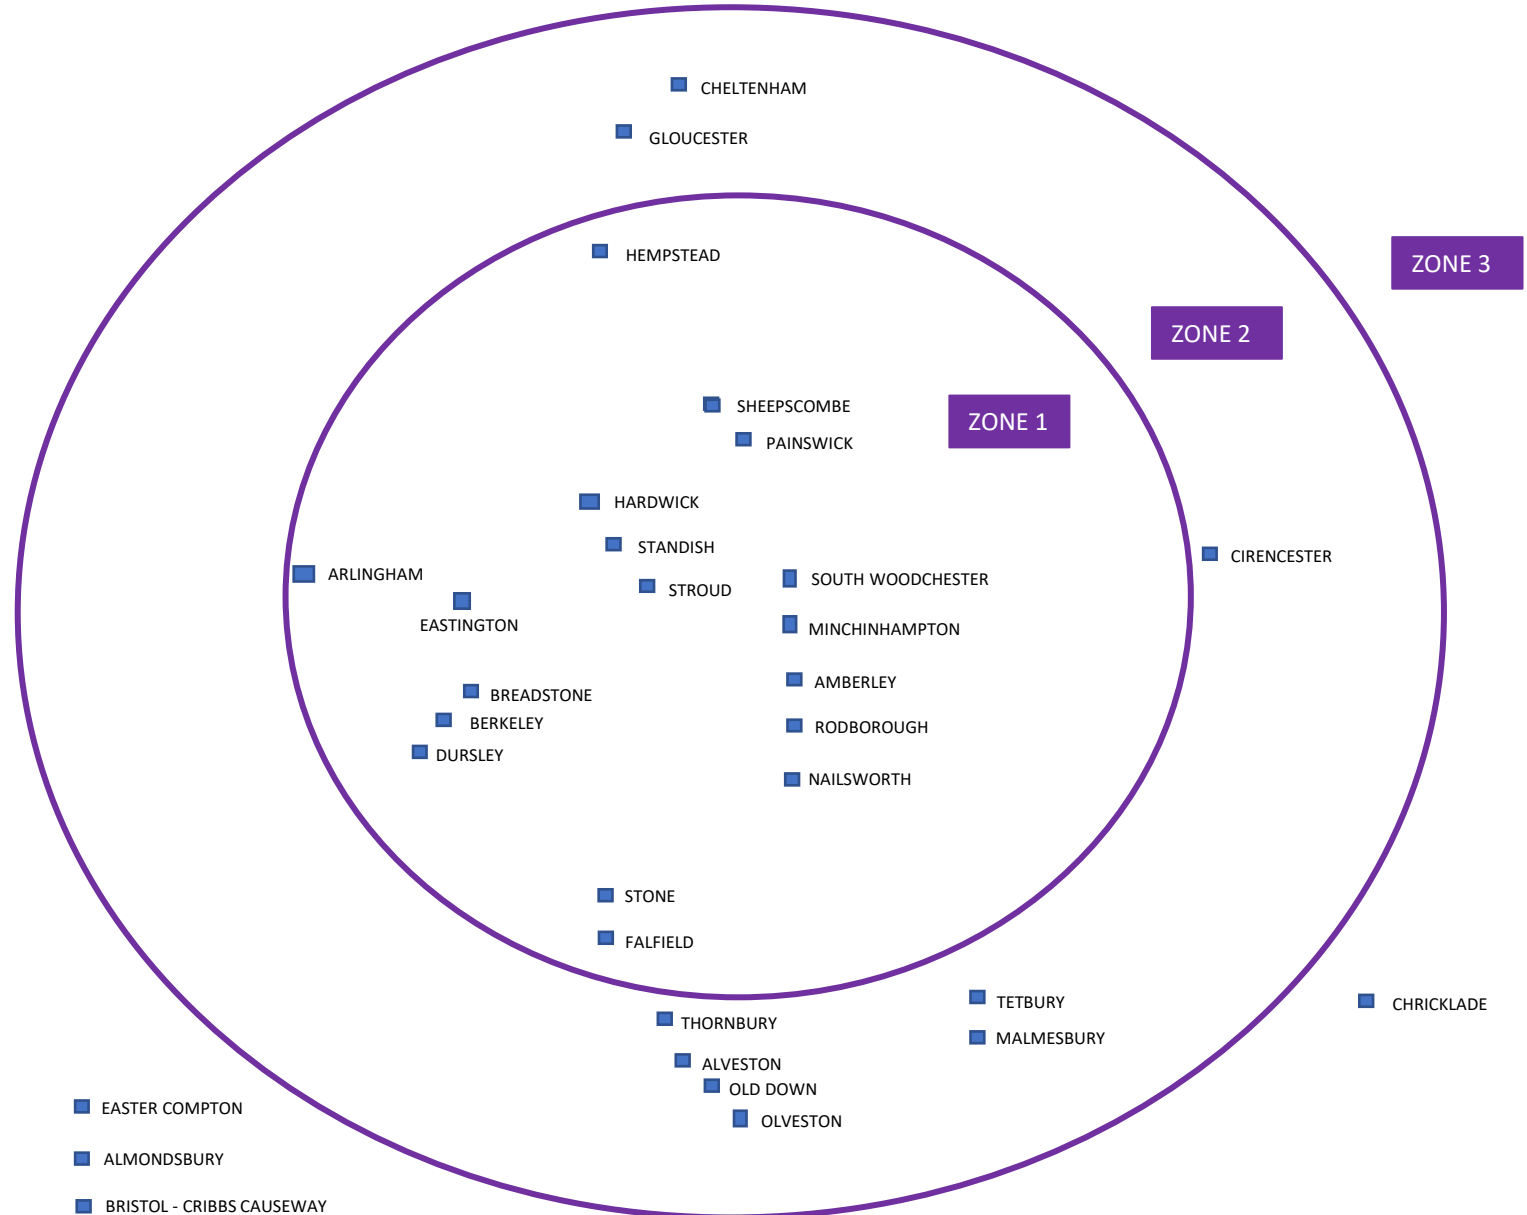 CHELTENHAM
GLOUCESTER
HEMPSTEAD
ZONE 3
ZONE 2
SHEEPSCOMBE
ZONE 1
PAINSWICK
HARDWICK
STANDISH
CIRENCESTER
ARLINGHAM
SOUTH WOODCHESTER
STROUD
EASTINGTON
MINCHINHAMPTON
AMBERLEY
BREADSTONE
BERKELEY
RODBOROUGH
DURSLEY
NAILSWORTH
STONE
FALFIELD
TETBURY
CHRICKLADE
THORNBURY
MALMESBURY
ALVESTON
OLD DOWN
EASTER COMPTON
OLVESTON
ALMONDSBURY
BRISTOL - CRIBBS CAUSEWAY